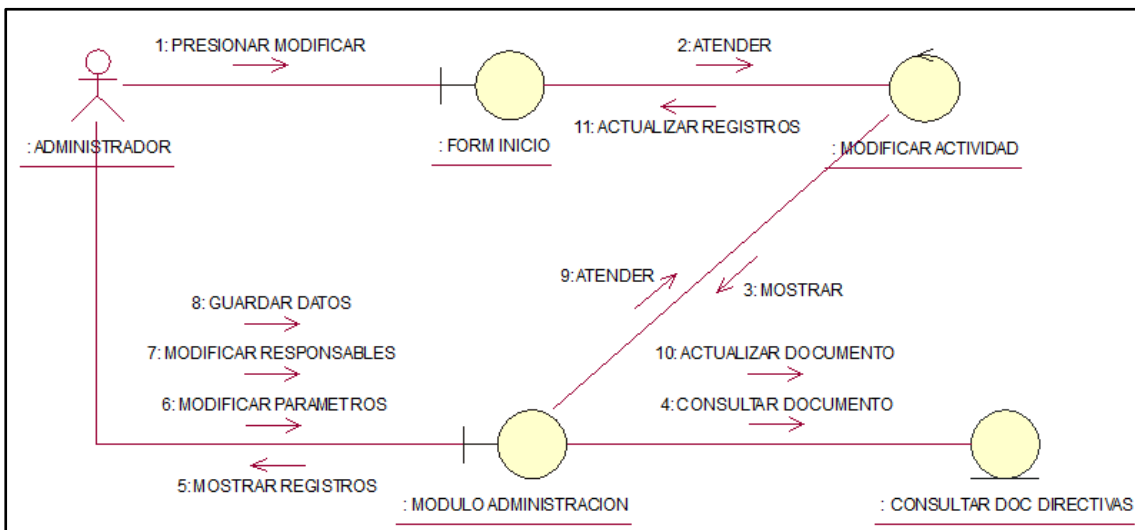 1: PRESIONAR MODIFICAR
2: ATENDER
11: ACTUALIZAR REGISTROS
: ADMINISTRADOR
: FORM INICIO
: MODIFICAR ACTIVIDAD
9: ATENDER
3: MOSTRAR
8: GUARDAR DATOS
7: MODIFICAR RESPONSABLES
10: ACTUALIZAR DOCUMENTO
6: MODIFICAR PARAMETROS
4: CONSULTAR DOCUMENTO
5: MOSTRAR REGISTROS
: MODULO ADMINISTRACION
: CONSULTAR DOC DIRECTIVAS